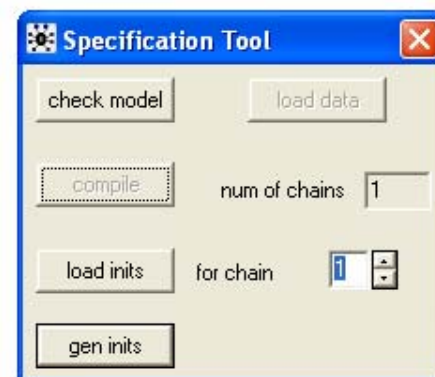 Specification Tool
check model load data
compile num of chains 1
load inits for chain 1
gen inits